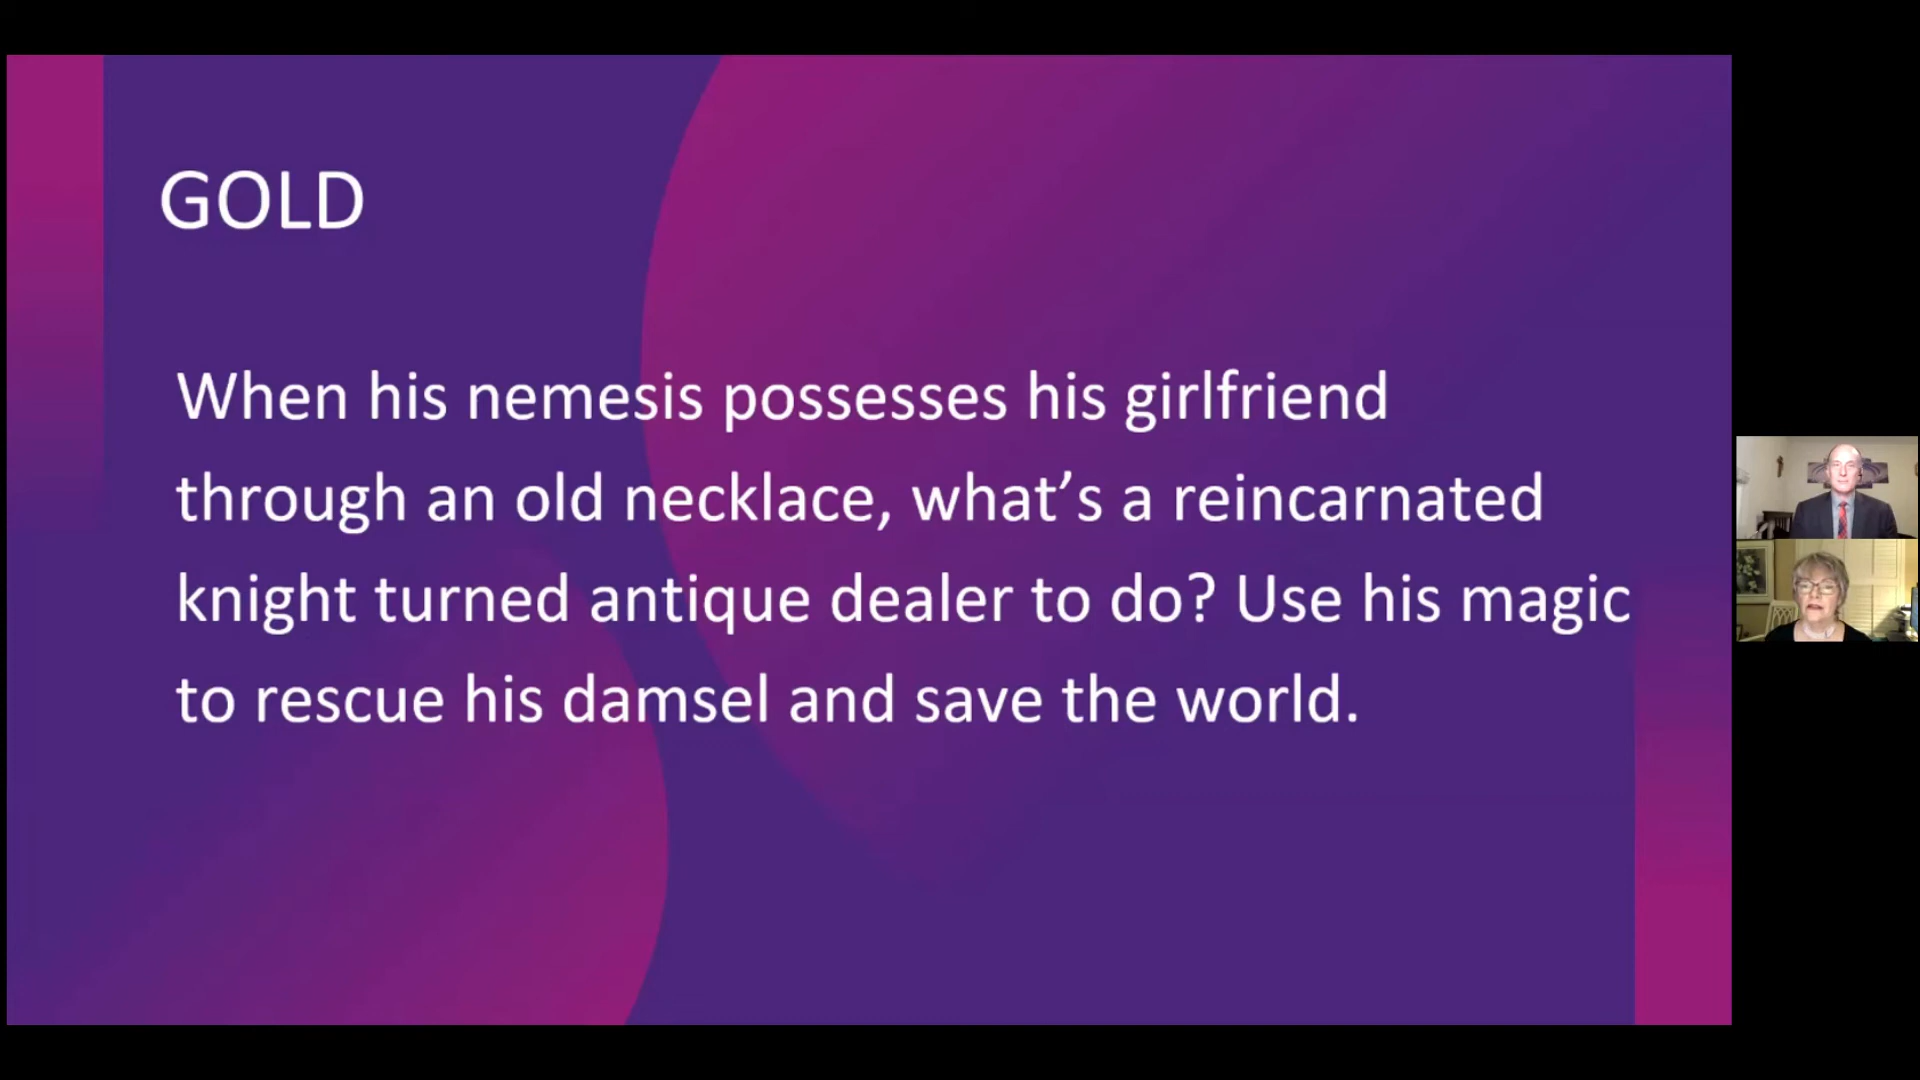 GOLD
When his nemesis possesses his girlfriend
through an old necklace, what’s a reincarnated
knight turned antique dealer to do? Use his magic
to rescue his damsel and save the world.